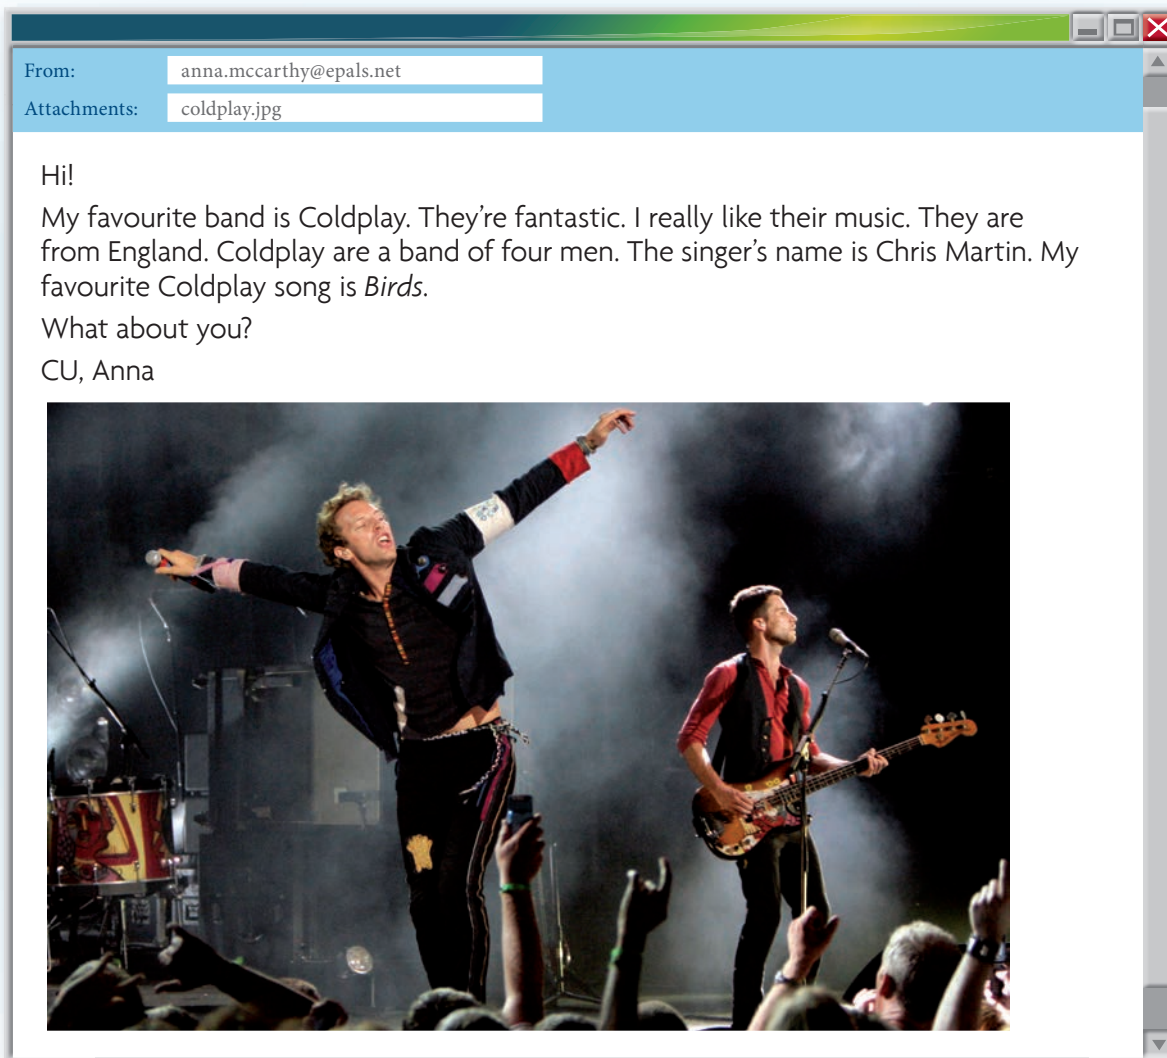 From:
anna.mccarthy@epals.net
Attachments:
coldplay.jpg
Hi!
My favourite band is Coldplay. They’re fantastic. I really like their music. They are
from England. Coldplay are a band of four men. The singer’s name is Chris Martin. My
favourite Coldplay song is Birds.
What about you?
CU, Anna